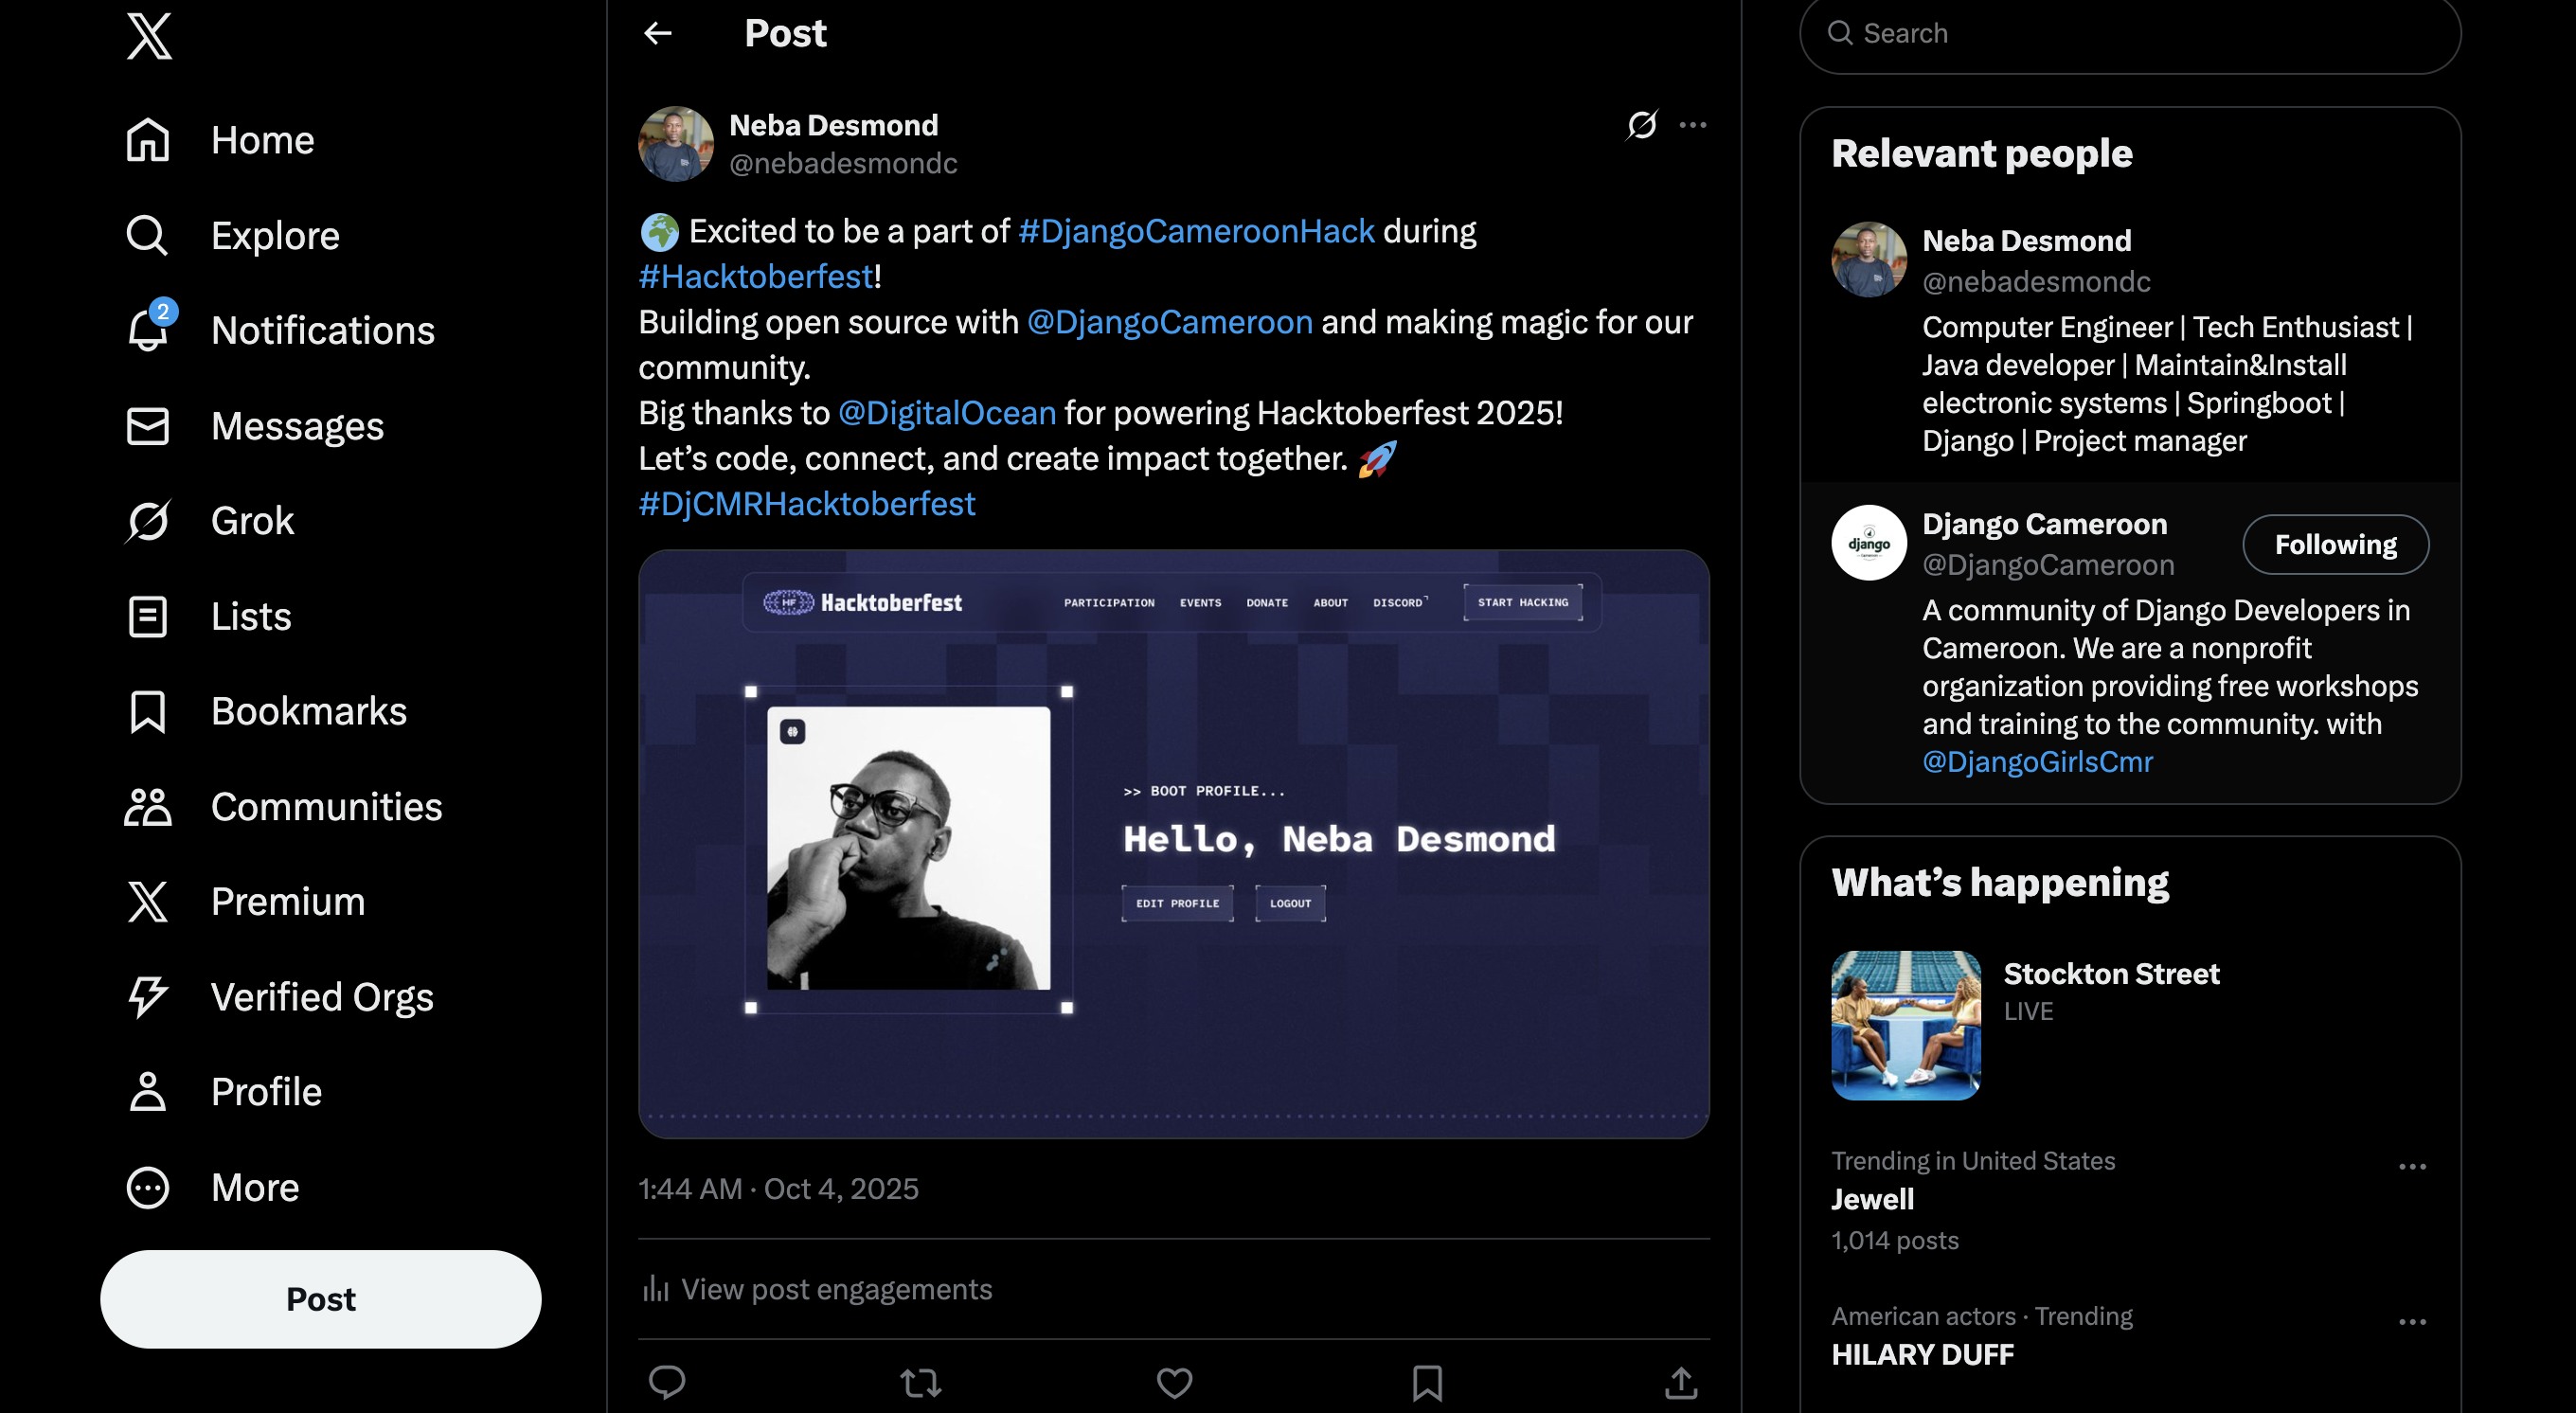 Home
Explore
2
Notifications
Messages
Grok
Lists
Bookmarks
Communities
Premium
Verified Orgs
Profile
More
Post
Post
Neba Desmond
@nebadesmondc
Excited to be a part of #DjangoCameroonHack during
#Hacktoberfest!
Building open source with @DjangoCameroon and making magic for our
community.
Big thanks to @DigitalOcean for powering Hacktoberfest 2025!
Let’s code, connect, and create impact together.
#DjCMRHacktoberfest
HF Hacktoberfest PARTICIPATION EVENTS DONATE ABOUT DISCORD START HACKING
>> BOOT PROFILE...
Hello, Neba Desmond
EDIT PROFILE LOGOUT
1:44 AM · Oct 4, 2025
View post engagements
Search
Relevant people
Neba Desmond
@nebadesmondc
Computer Engineer | Tech Enthusiast |
Java developer | Maintain&Install
electronic systems | Springboot |
Django | Project manager
django
Django Cameroon
@DjangoCameroon
Following
A community of Django Developers in
Cameroon. We are a nonprofit
organization providing free workshops
and training to the community. with
@DjangoGirlsCmr
What’s happening
Stockton Street
LIVE
Trending in United States
Jewell
1,014 posts
American actors · Trending
HILARY DUFF